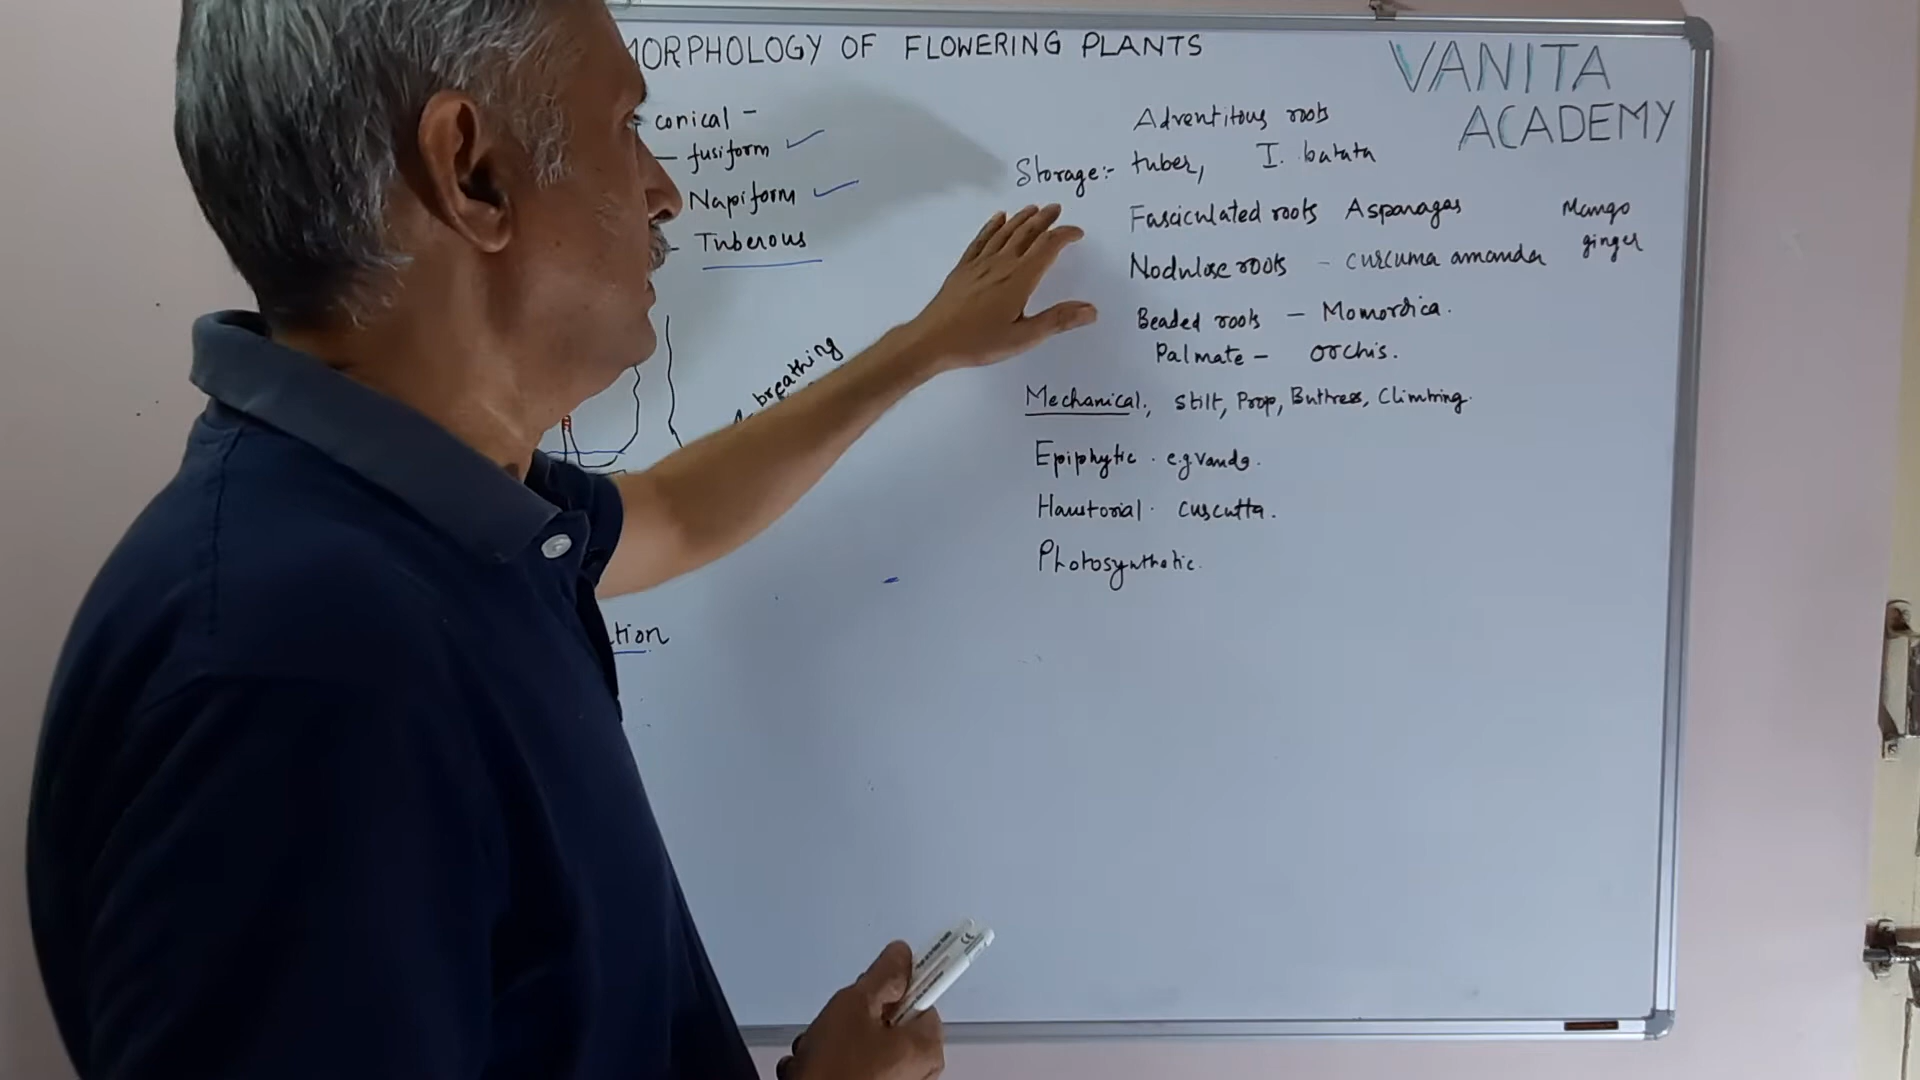 MORPHOLOGY OF FLOWERING PLANTS
VANITA
ACADEMY
conical -
- fusiform
Napiform
- Tuberous
breathing
tion
Adventitous roots
Storage:- tuber, I. batata
Fasciculated roots Asparagas
Mango
ginger
Nodulose roots - curcuma amanda
Beaded roots - Momordica.
Palmate - orchis.
Mechanical, stilt, Prop, Buttress, Climbing.
Epiphytic. e.g vanda.
Haustorial. cuscutta.
Photosynthetic.
CE